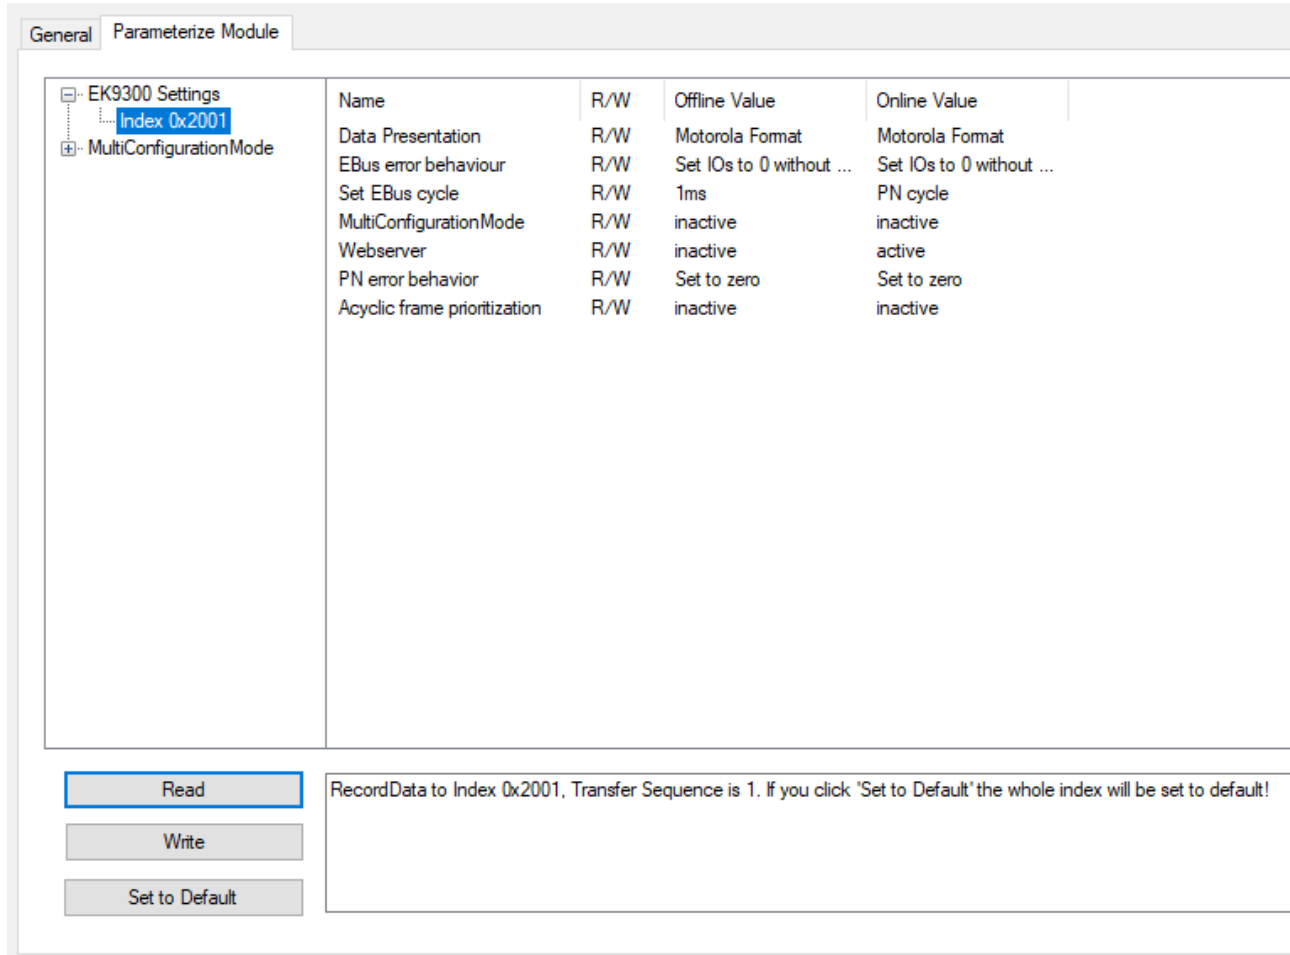 General Parameterize Module
EK9300 Settings
Index 0x2001
MultiConfigurationMode
Name R/W Offline Value Online Value
Data Presentation R/W Motorola Format Motorola Format
EBus error behaviour R/W Set IOs to 0 without ... Set IOs to 0 without ...
Set EBus cycle R/W 1ms PN cycle
MultiConfigurationMode R/W inactive inactive
Webserver R/W inactive active
PN error behavior R/W Set to zero Set to zero
Acyclic frame prioritization R/W inactive inactive
Read
Write
Set to Default
RecordData to Index 0x2001, Transfer Sequence is 1. If you click 'Set to Default' the whole index will be set to default!